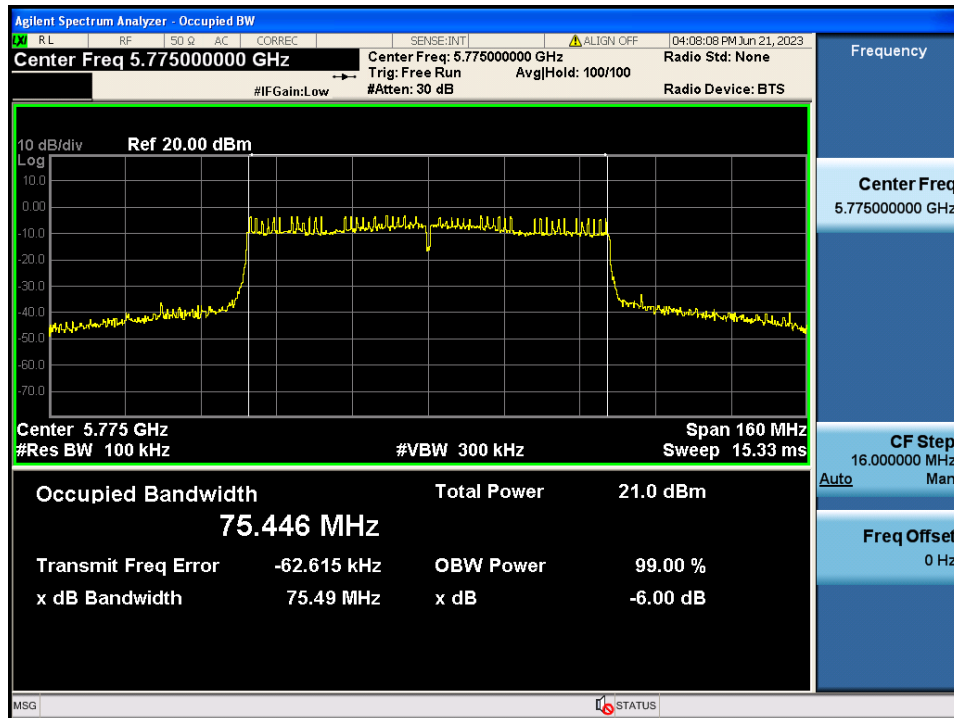 Agilent Spectrum Analyzer - Occupied BW
LXI RL RF 50 Ω AC CORREC SENSE:INT ALIGN OFF 04:08:08 PM Jun 21, 2023
Center Freq 5.775000000 GHz
Center Freq: 5.775000000 GHz Radio Std: None
Trig: Free Run Avg|Hold: 100/100
#IFGain:Low #Atten: 30 dB Radio Device: BTS
Frequency
10 dB/div Ref 20.00 dBm
Log
10.0
0.00
-10.0
-20.0
-30.0
-40.0
-50.0
-60.0
-70.0
Center 5.775 GHz Span 160 MHz
#Res BW 100 kHz #VBW 300 kHz Sweep 15.33 ms
Center Freq
5.775000000 GHz
CF Step
16.000000 MHz
Auto Man
Freq Offset
0 Hz
Occupied Bandwidth Total Power 21.0 dBm
75.446 MHz
Transmit Freq Error -62.615 kHz OBW Power 99.00 %
x dB Bandwidth 75.49 MHz x dB -6.00 dB
MSG STATUS